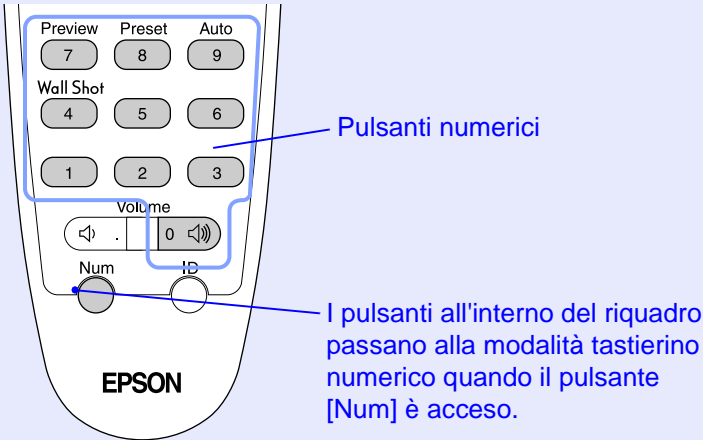 Preview Preset Auto
7 8 9
Wall Shot
4 5 6
Pulsanti numerici
1 2 3
Volume
. 0
Num ID
I pulsanti all'interno del riquadro
passano alla modalità tastierino
numerico quando il pulsante
[Num] è acceso.
EPSON